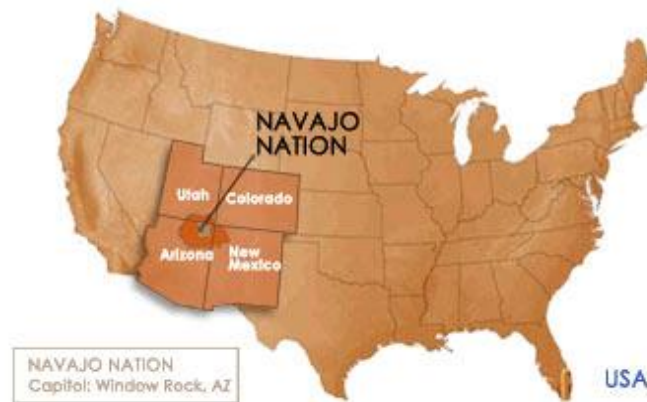 NAVAJO
NATION
Utah
Colorado
Arizona
New
Mexico
NAVAJO NATION
Capitol: Window Rock, AZ
USA